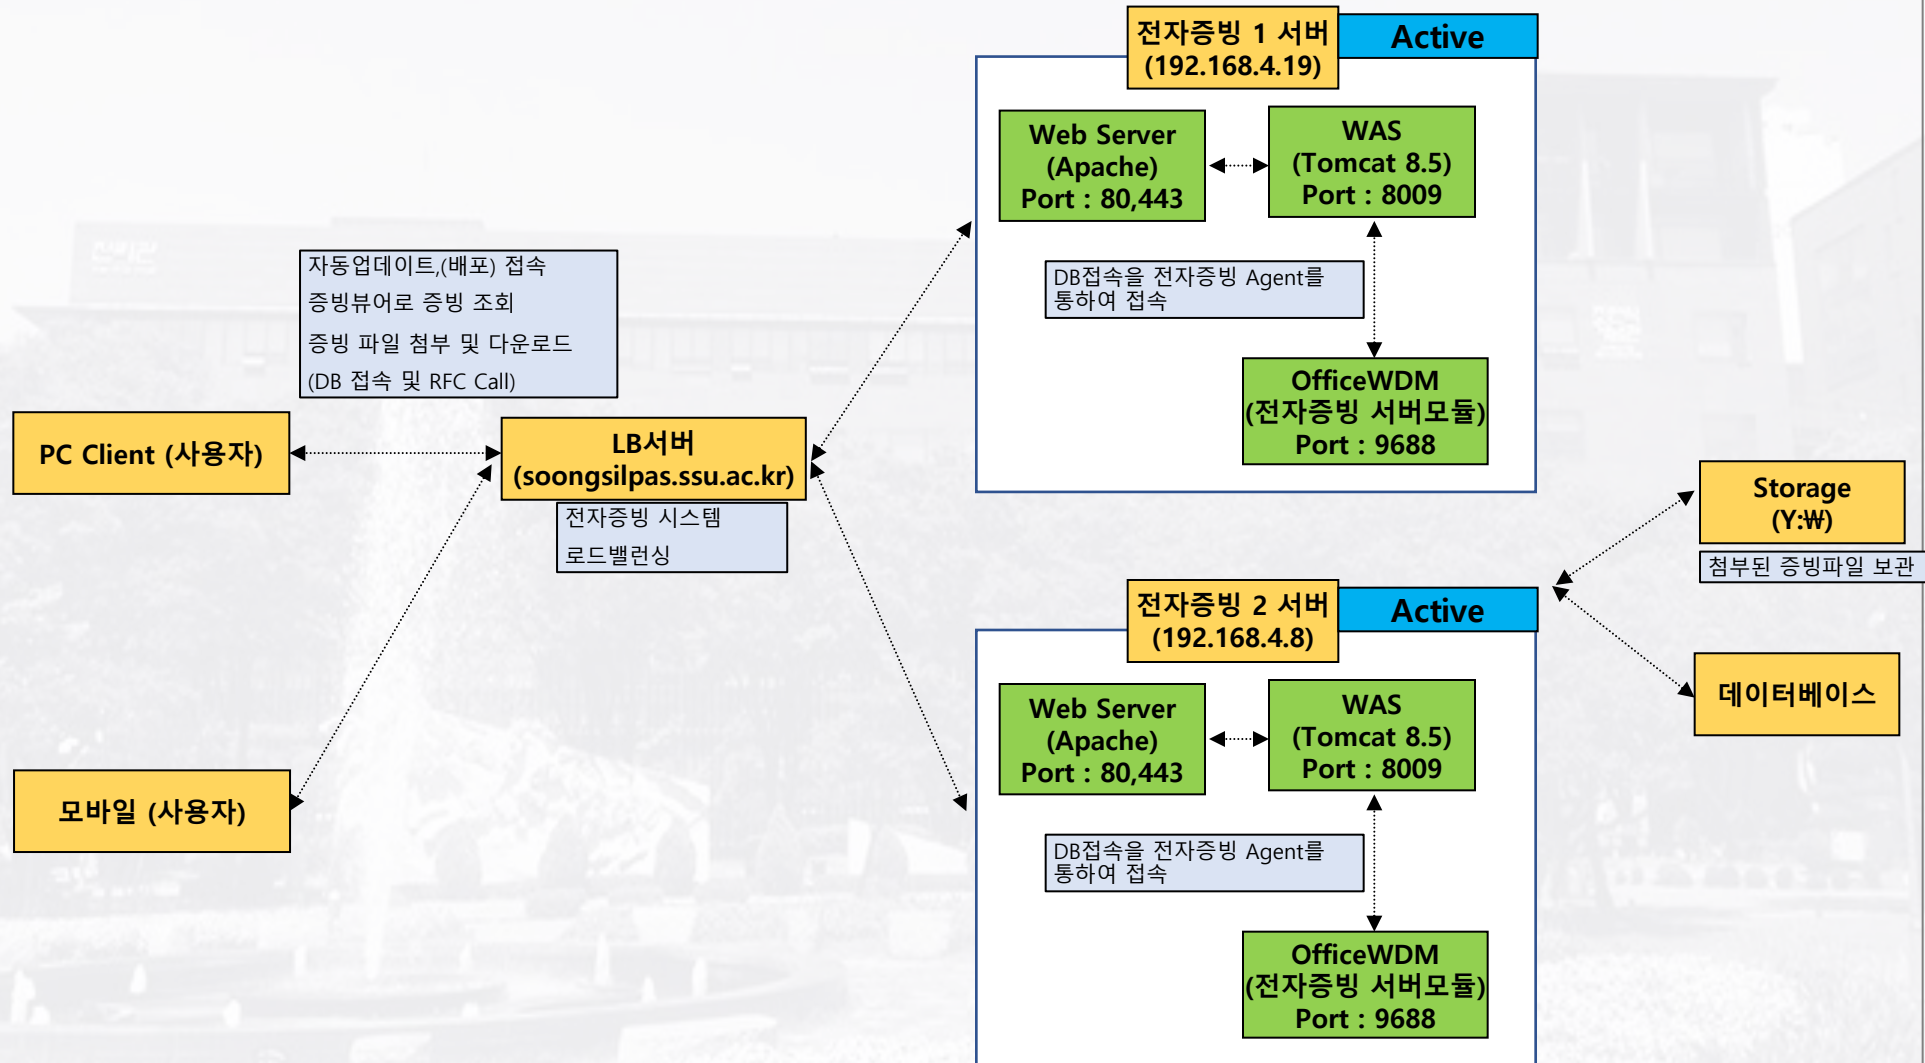 전자증빙 1 서버
(192.168.4.19)
Active
Web Server
(Apache)
Port : 80,443
WAS
(Tomcat 8.5)
Port : 8009
DB접속을 전자증빙 Agent를
통하여 접속
OfficeWDM
(전자증빙 서버모듈)
Port : 9688
자동업데이트,(배포) 접속
증빙뷰어로 증빙 조회
증빙 파일 첨부 및 다운로드
(DB 접속 및 RFC Call)
PC Client (사용자)
LB서버
(soongsilpas.ssu.ac.kr)
전자증빙 시스템
로드밸런싱
모바일 (사용자)
전자증빙 2 서버
(192.168.4.8)
Active
Web Server
(Apache)
Port : 80,443
WAS
(Tomcat 8.5)
Port : 8009
DB접속을 전자증빙 Agent를
통하여 접속
OfficeWDM
(전자증빙 서버모듈)
Port : 9688
Storage
(Y:₩)
첨부된 증빙파일 보관
데이터베이스